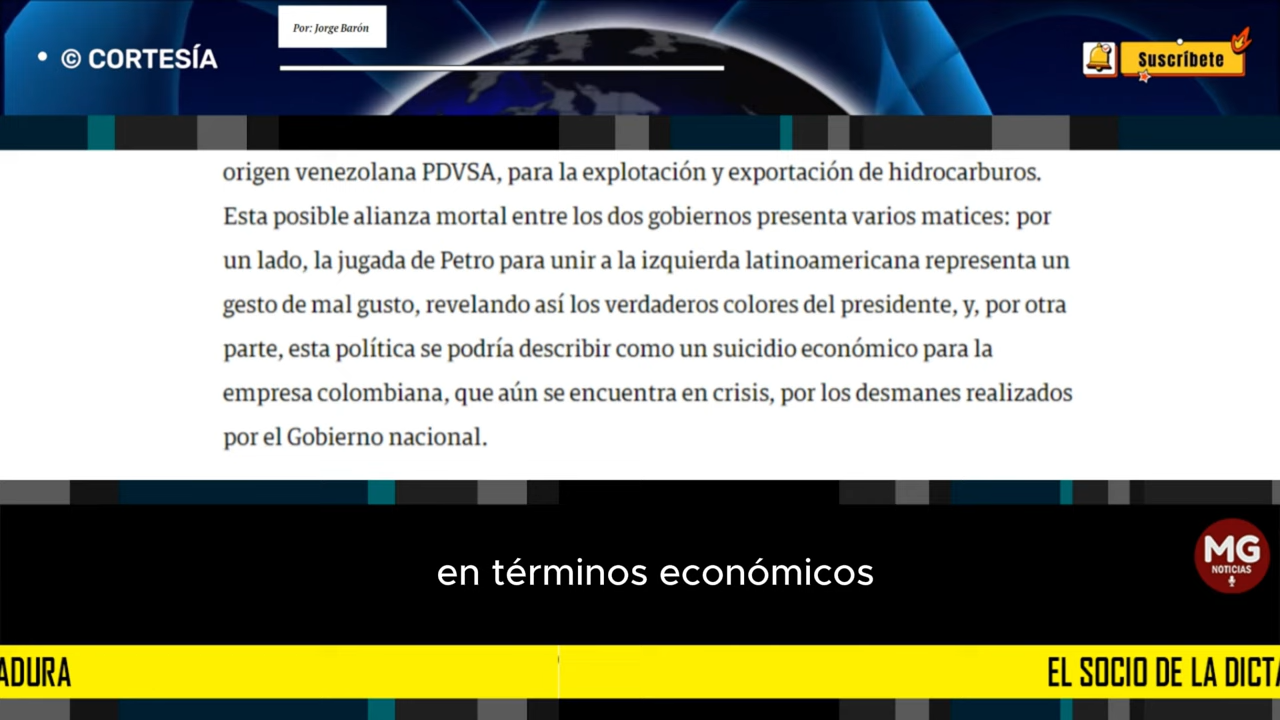 Por: Jorge Barón
• © CORTESÍA
Suscríbete
origen venezolana PDVSA, para la explotación y exportación de hidrocarburos.
Esta posible alianza mortal entre los dos gobiernos presenta varios matices: por
un lado, la jugada de Petro para unir a la izquierda latinoamericana representa un
gesto de mal gusto, revelando así los verdaderos colores del presidente, y, por otra
parte, esta política se podría describir como un suicidio económico para la
empresa colombiana, que aún se encuentra en crisis, por los desmanes realizados
por el Gobierno nacional.
MG
NOTICIAS
en términos económicos
ADURA
EL SOCIO DE LA DICTA